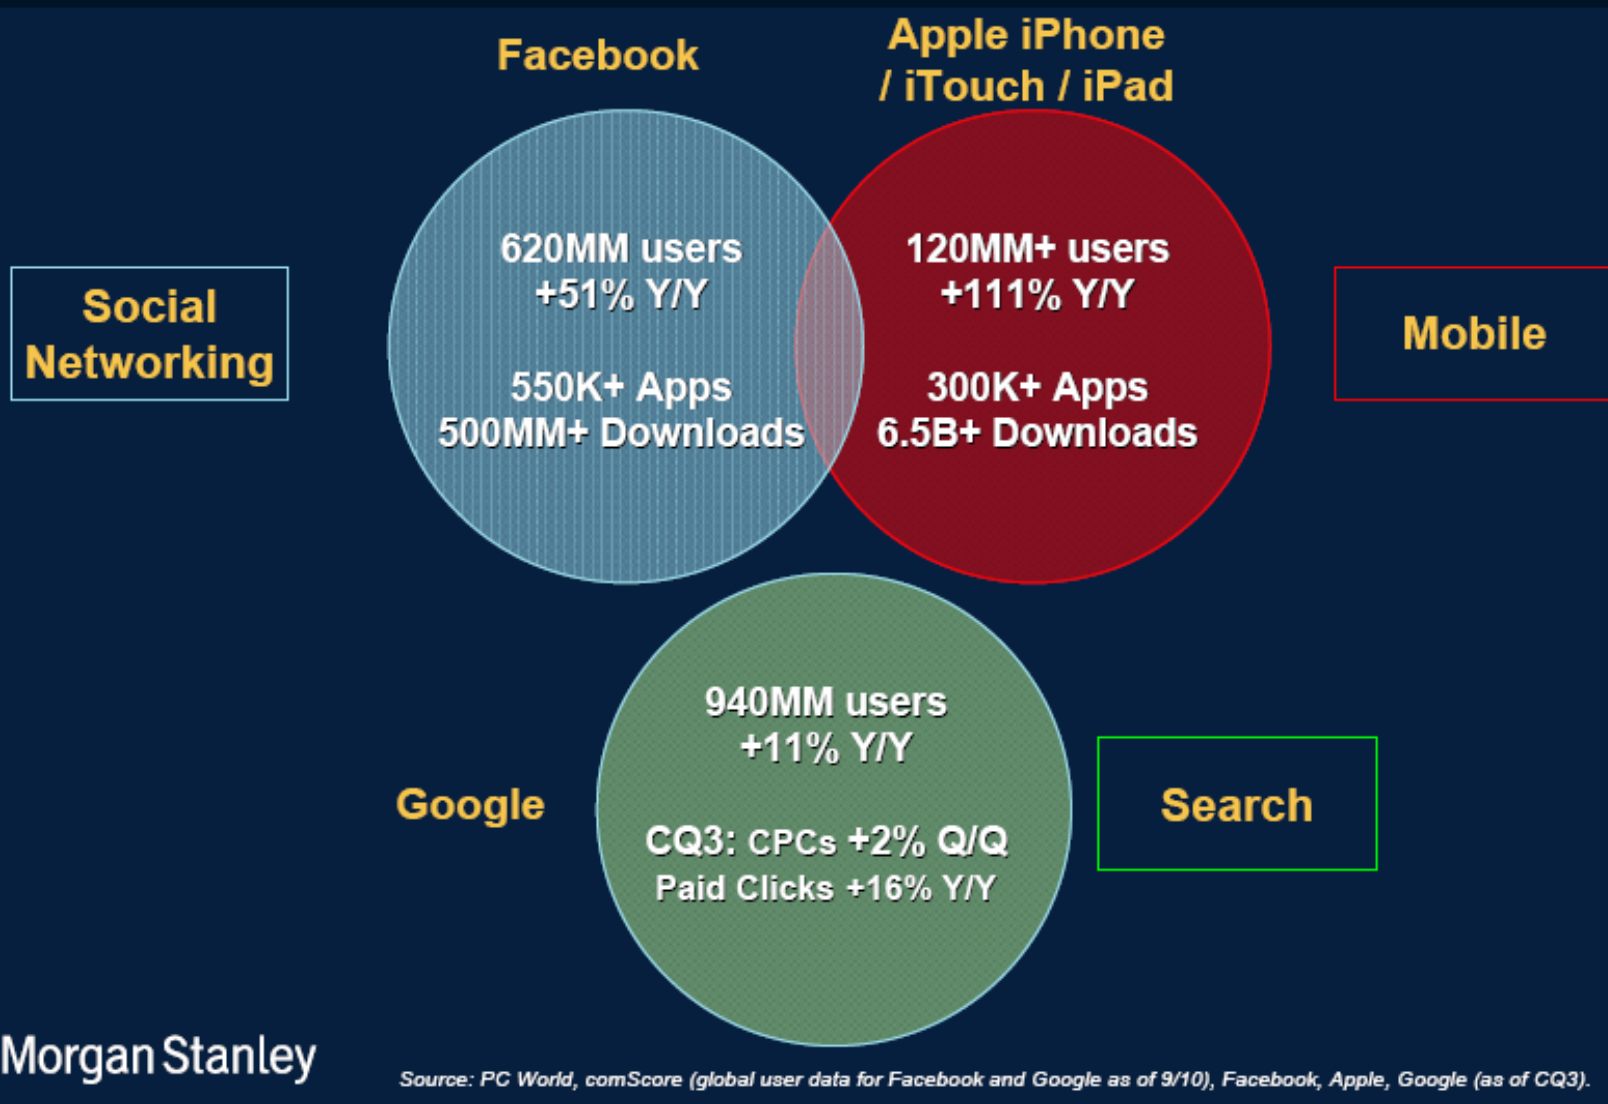 Facebook
Apple iPhone
/ iTouch / iPad
620MM users
+51% Y/Y
550K+ Apps
500MM+ Downloads
120MM+ users
+111% Y/Y
300K+ Apps
6.5B+ Downloads
Social
Networking
Mobile
940MM users
+11% Y/Y
CQ3: CPCs +2% Q/Q
Paid Clicks +16% Y/Y
Google
Search
Morgan Stanley
Source: PC World, comScore (global user data for Facebook and Google as of 9/10), Facebook, Apple, Google (as of CQ3).